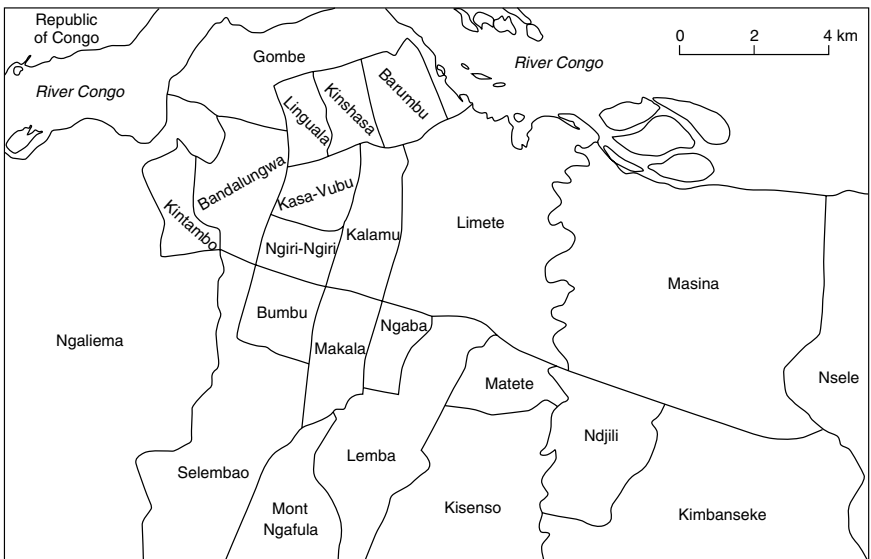 Republic
of Congo
0 2 4 km
Gombe
River Congo
River Congo
Linguala
Kinshasa
Barumbu
Bandalungwa
Kasa-Vubu
Kintambo
Ngiri-Ngiri
Kalamu
Limete
Masina
Bumbu
Ngaba
Ngaliema
Makala
Matete
Nsele
Ndjili
Selembao
Lemba
Mont
Ngafula
Kisenso
Kimbanseke